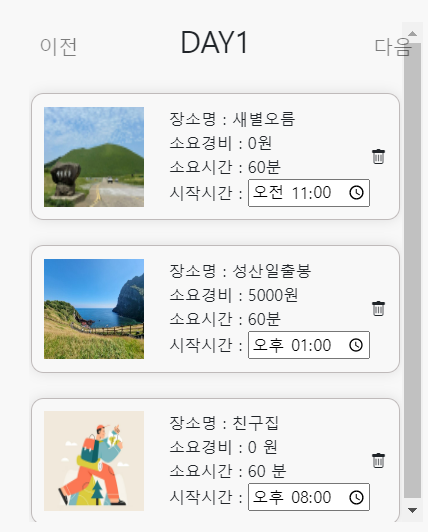 이전 DAY1 다음
장소명 : 새별오름
소요경비 : 0원
소요시간 : 60분
시작시간 : 오전 11:00
장소명 : 성산일출봉
소요경비 : 5000원
소요시간 : 60분
시작시간 : 오후 01:00
장소명 : 친구집
소요경비 : 0 원
소요시간 : 60 분
시작시간 : 오후 08:00